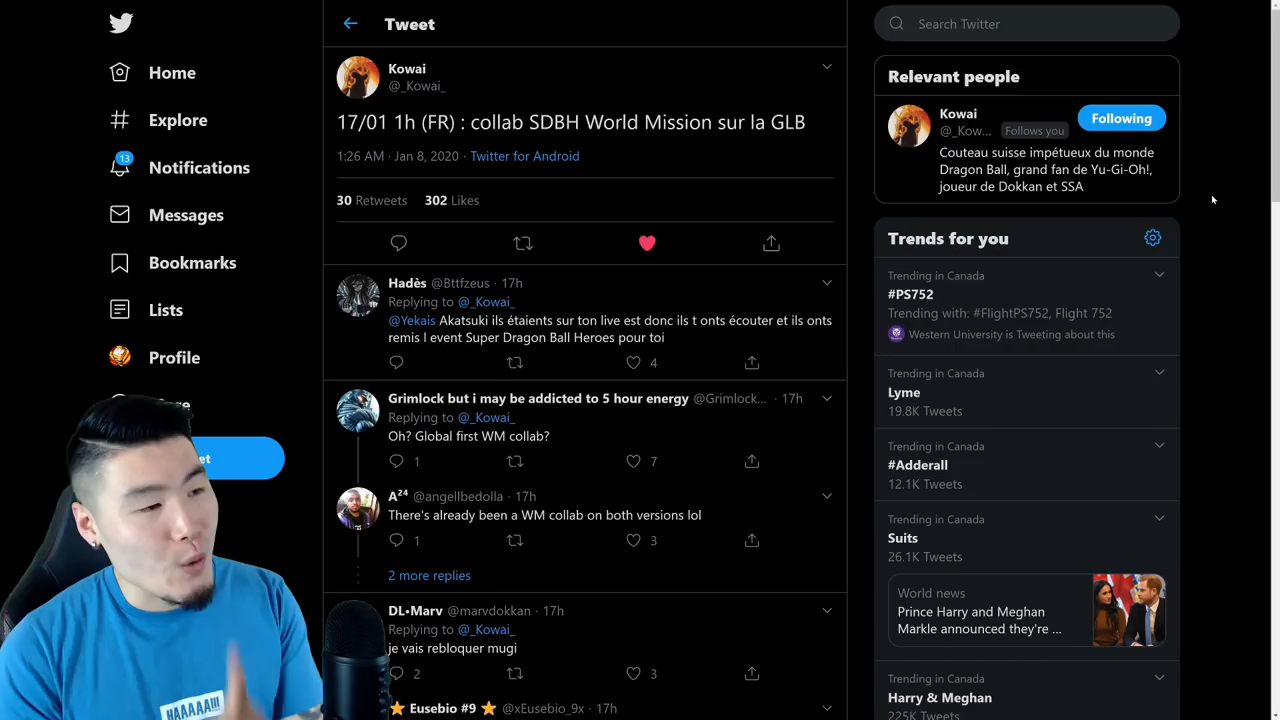 Home
Explore
13
Notifications
Messages
Bookmarks
Lists
Profile
Tweet
Kowai
@_Kowai_
17/01 1h (FR) : collab SDBH World Mission sur la GLB
1:26 AM · Jan 8, 2020 · Twitter for Android
30 Retweets 302 Likes
Hadès @Bttfzeus · 17h
Replying to @_Kowai_
@Yekais Akatsuki ils étaients sur ton live est donc ils t onts écouter et ils onts
remis l event Super Dragon Ball Heroes pour toi
4
Grimlock but i may be addicted to 5 hour energy @Grimlock... · 17h
Replying to @_Kowai_
Oh? Global first WM collab?
1 7
A²⁴ @angellbedolla · 17h
There's already been a WM collab on both versions lol
1 3
2 more replies
DL•Marv @marvdokkan · 17h
Replying to @_Kowai_
je vais rebloquer mugi
2 3
Eusebio #9 @xEusebio_9x · 17h
Search Twitter
Relevant people
Kowai
@_Kow... Follows you
Following
Couteau suisse impétueux du monde
Dragon Ball, grand fan de Yu-Gi-Oh!,
joueur de Dokkan et SSA
Trends for you
Trending in Canada
#PS752
Trending with: #FlightPS752, Flight 752
Western University is Tweeting about this
Trending in Canada
Lyme
19.8K Tweets
Trending in Canada
#Adderall
12.1K Tweets
Trending in Canada
Suits
26.1K Tweets
World news
Prince Harry and Meghan
Markle announced they're ...
Trending in Canada
Harry & Meghan
225K Tweets
HAAAAA!!!